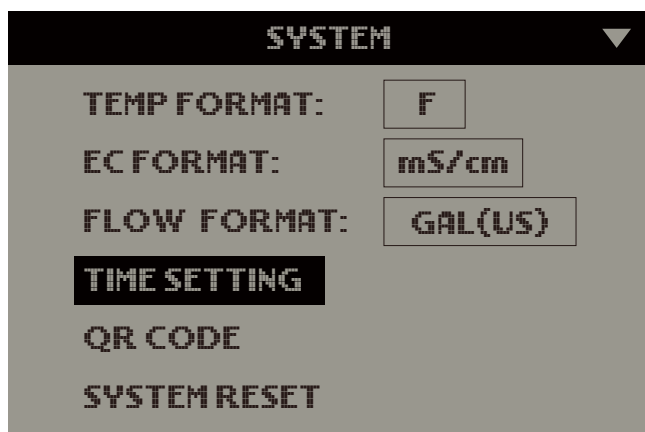 SYSTEM
TEMP FORMAT: F
EC FORMAT: mS/cm
FLOW FORMAT: GAL(US)
TIME SETTING
QR CODE
SYSTEM RESET